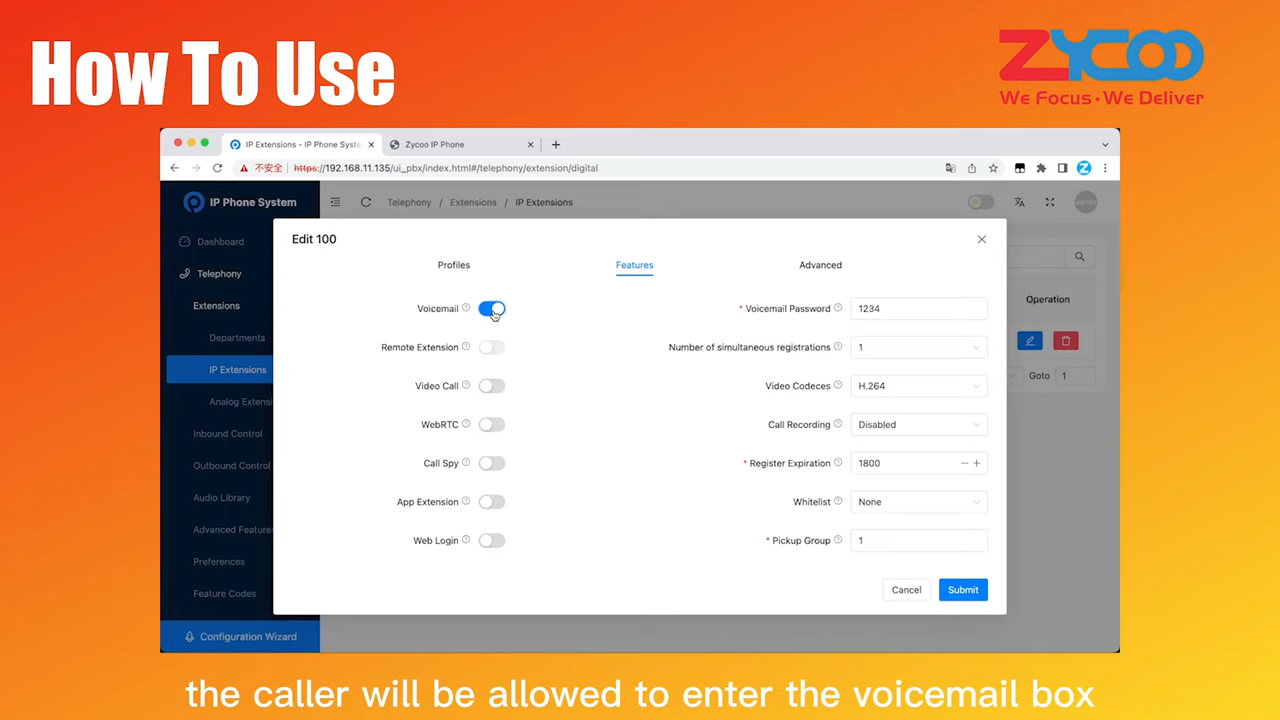 How To Use
ZYCOO
We Focus·We Deliver
IP Extensions - IP Phone Syste
Zycoo IP Phone
不安全
https://192.168.11.135/ui_pbx/index.html#/telephony/extension/digital
IP Phone System
Telephony / Extensions / IP Extensions
Dashboard
Telephony
Extensions
Departments
IP Extensions
Analog Extensi
Inbound Control
Outbound Control
Audio Library
Advanced Feature
Preferences
Feature Codes
Configuration Wizard
Operation
Goto 1
Edit 100
Profiles
Features
Advanced
Voicemail
* Voicemail Password 1234
Remote Extension
Number of simultaneous registrations 1
Video Call
Video Codeces H.264
WebRTC
Call Recording Disabled
Call Spy
* Register Expiration 1800
App Extension
Whitelist None
Web Login
* Pickup Group 1
Cancel
Submit
the caller will be allowed to enter the voicemail box